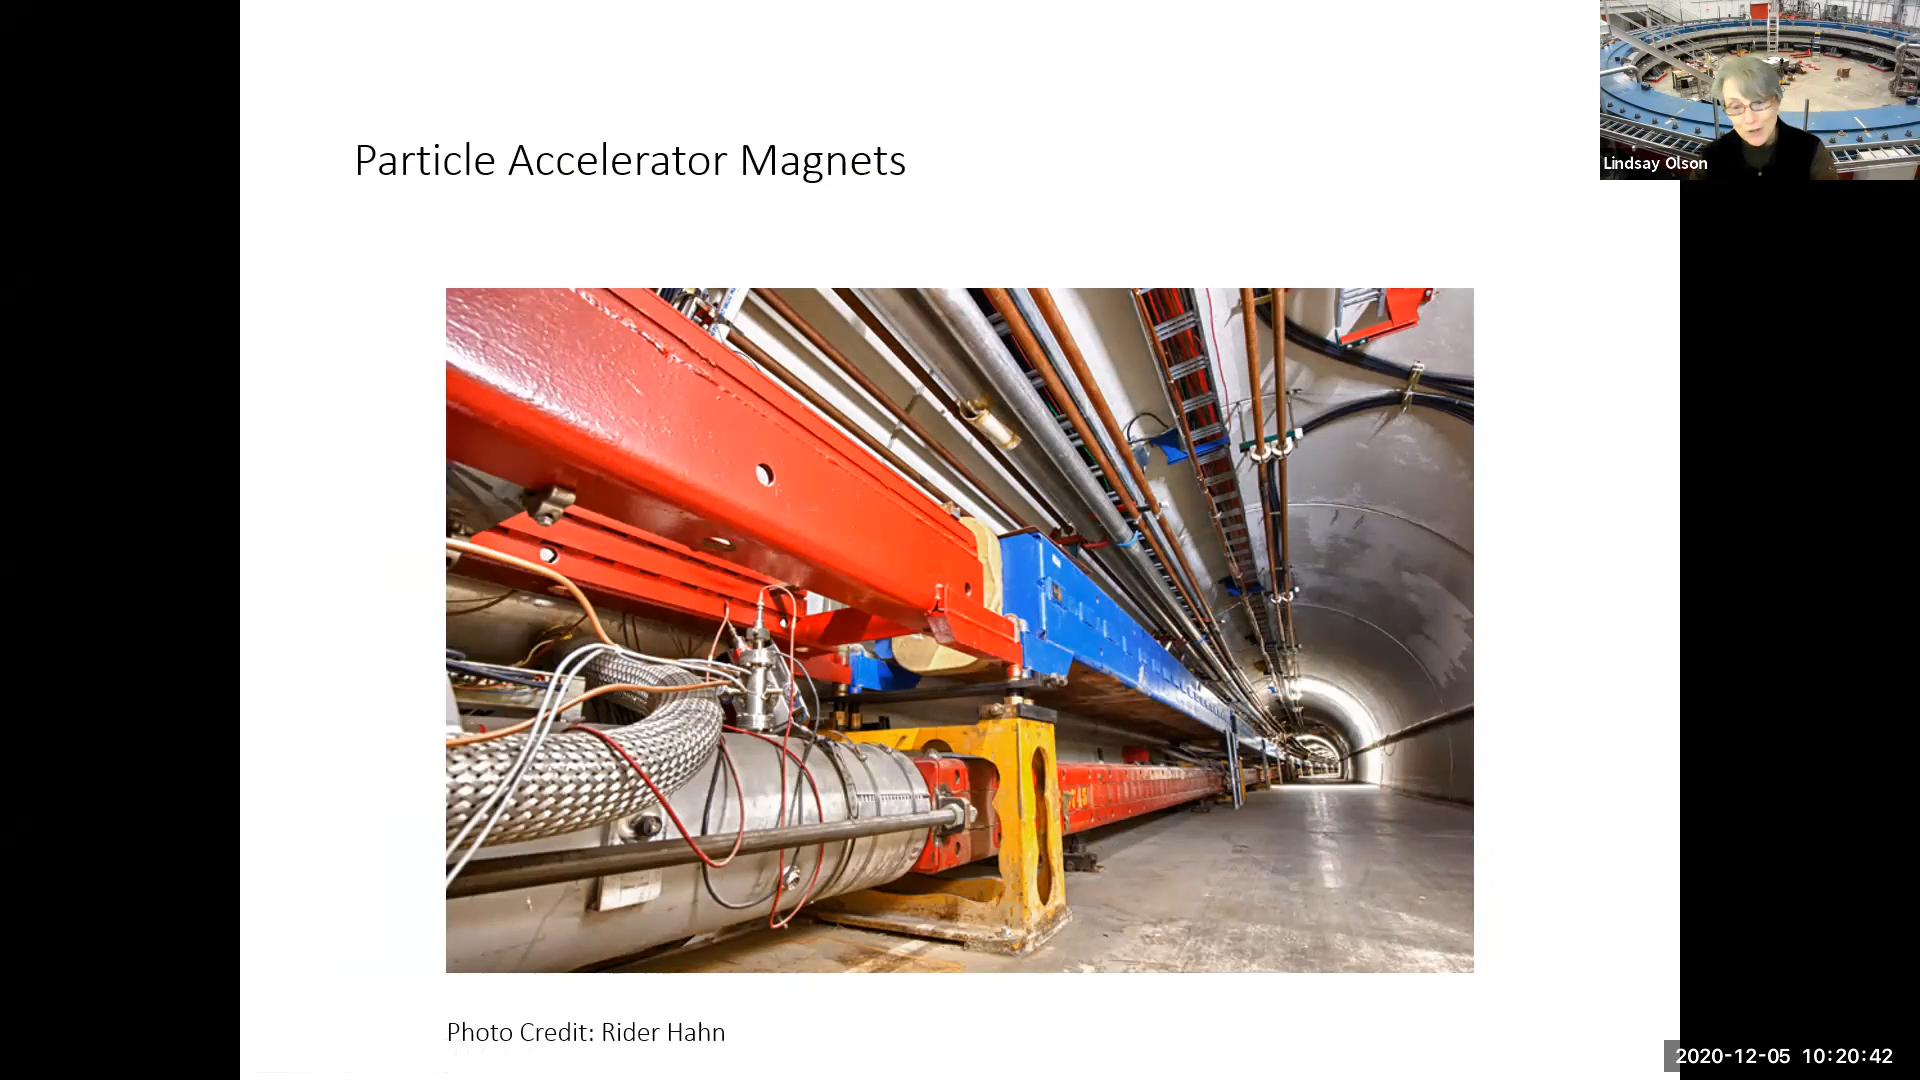 Particle Accelerator Magnets
Lindsay Olson
Photo Credit: Rider Hahn
2020-12-05 10:20:42